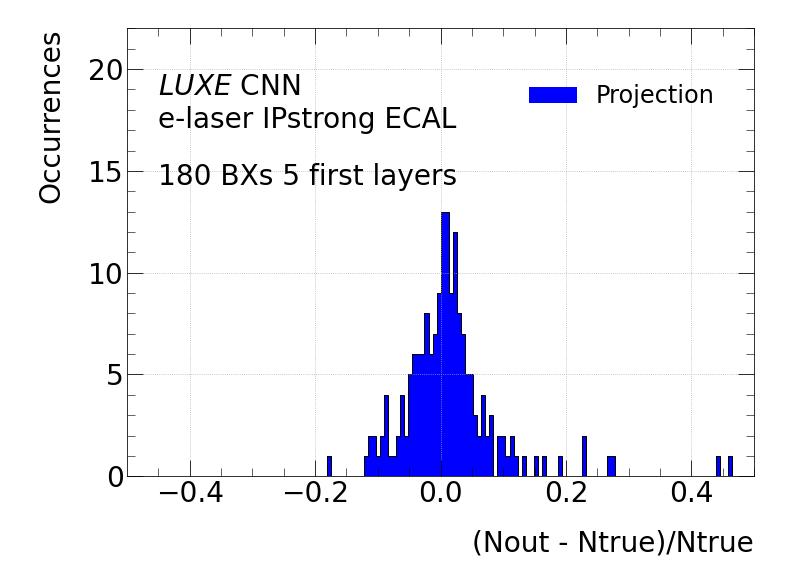 Occurrences
20
15
10
5
0
LUXE CNN
e-laser IPstrong ECAL
180 BXs 5 first layers
Projection
−0.4 −0.2 0.0 0.2 0.4
(Nout - Ntrue)/Ntrue